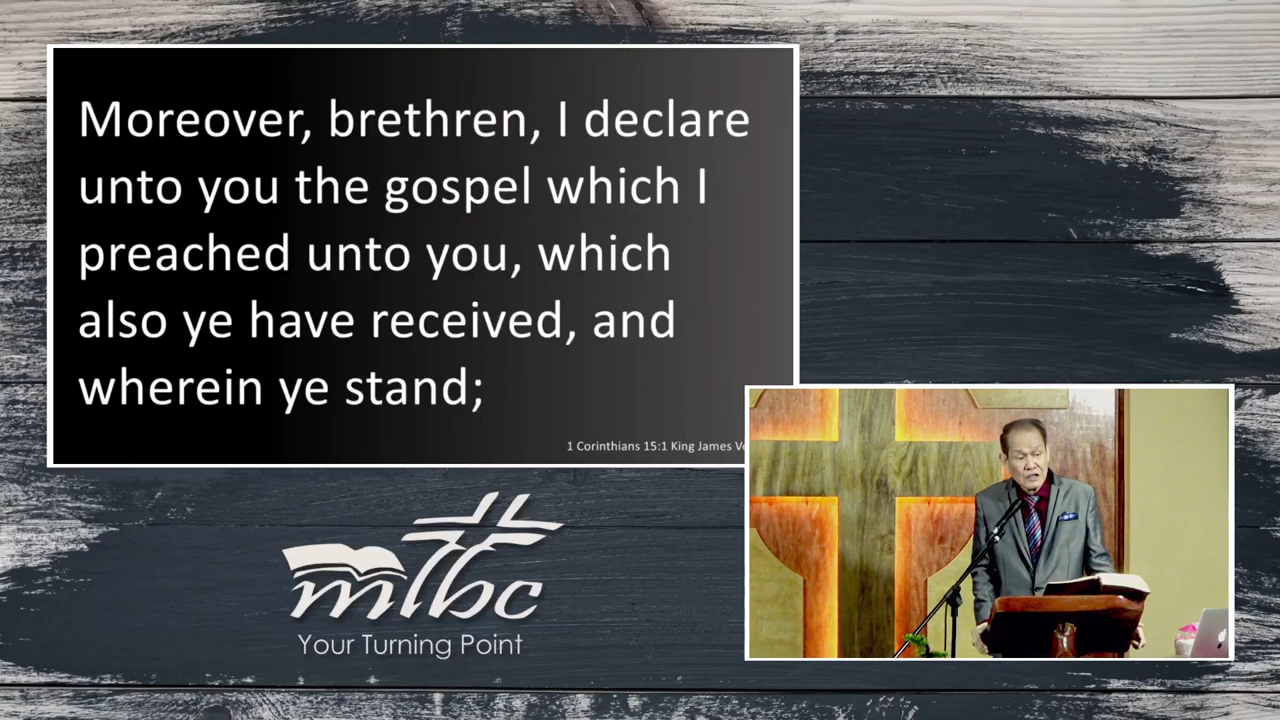 Moreover, brethren, I declare
unto you the gospel which I
preached unto you, which
also ye have received, and
wherein ye stand;
1 Corinthians 15:1 King James
mlbc
Your Turning Point